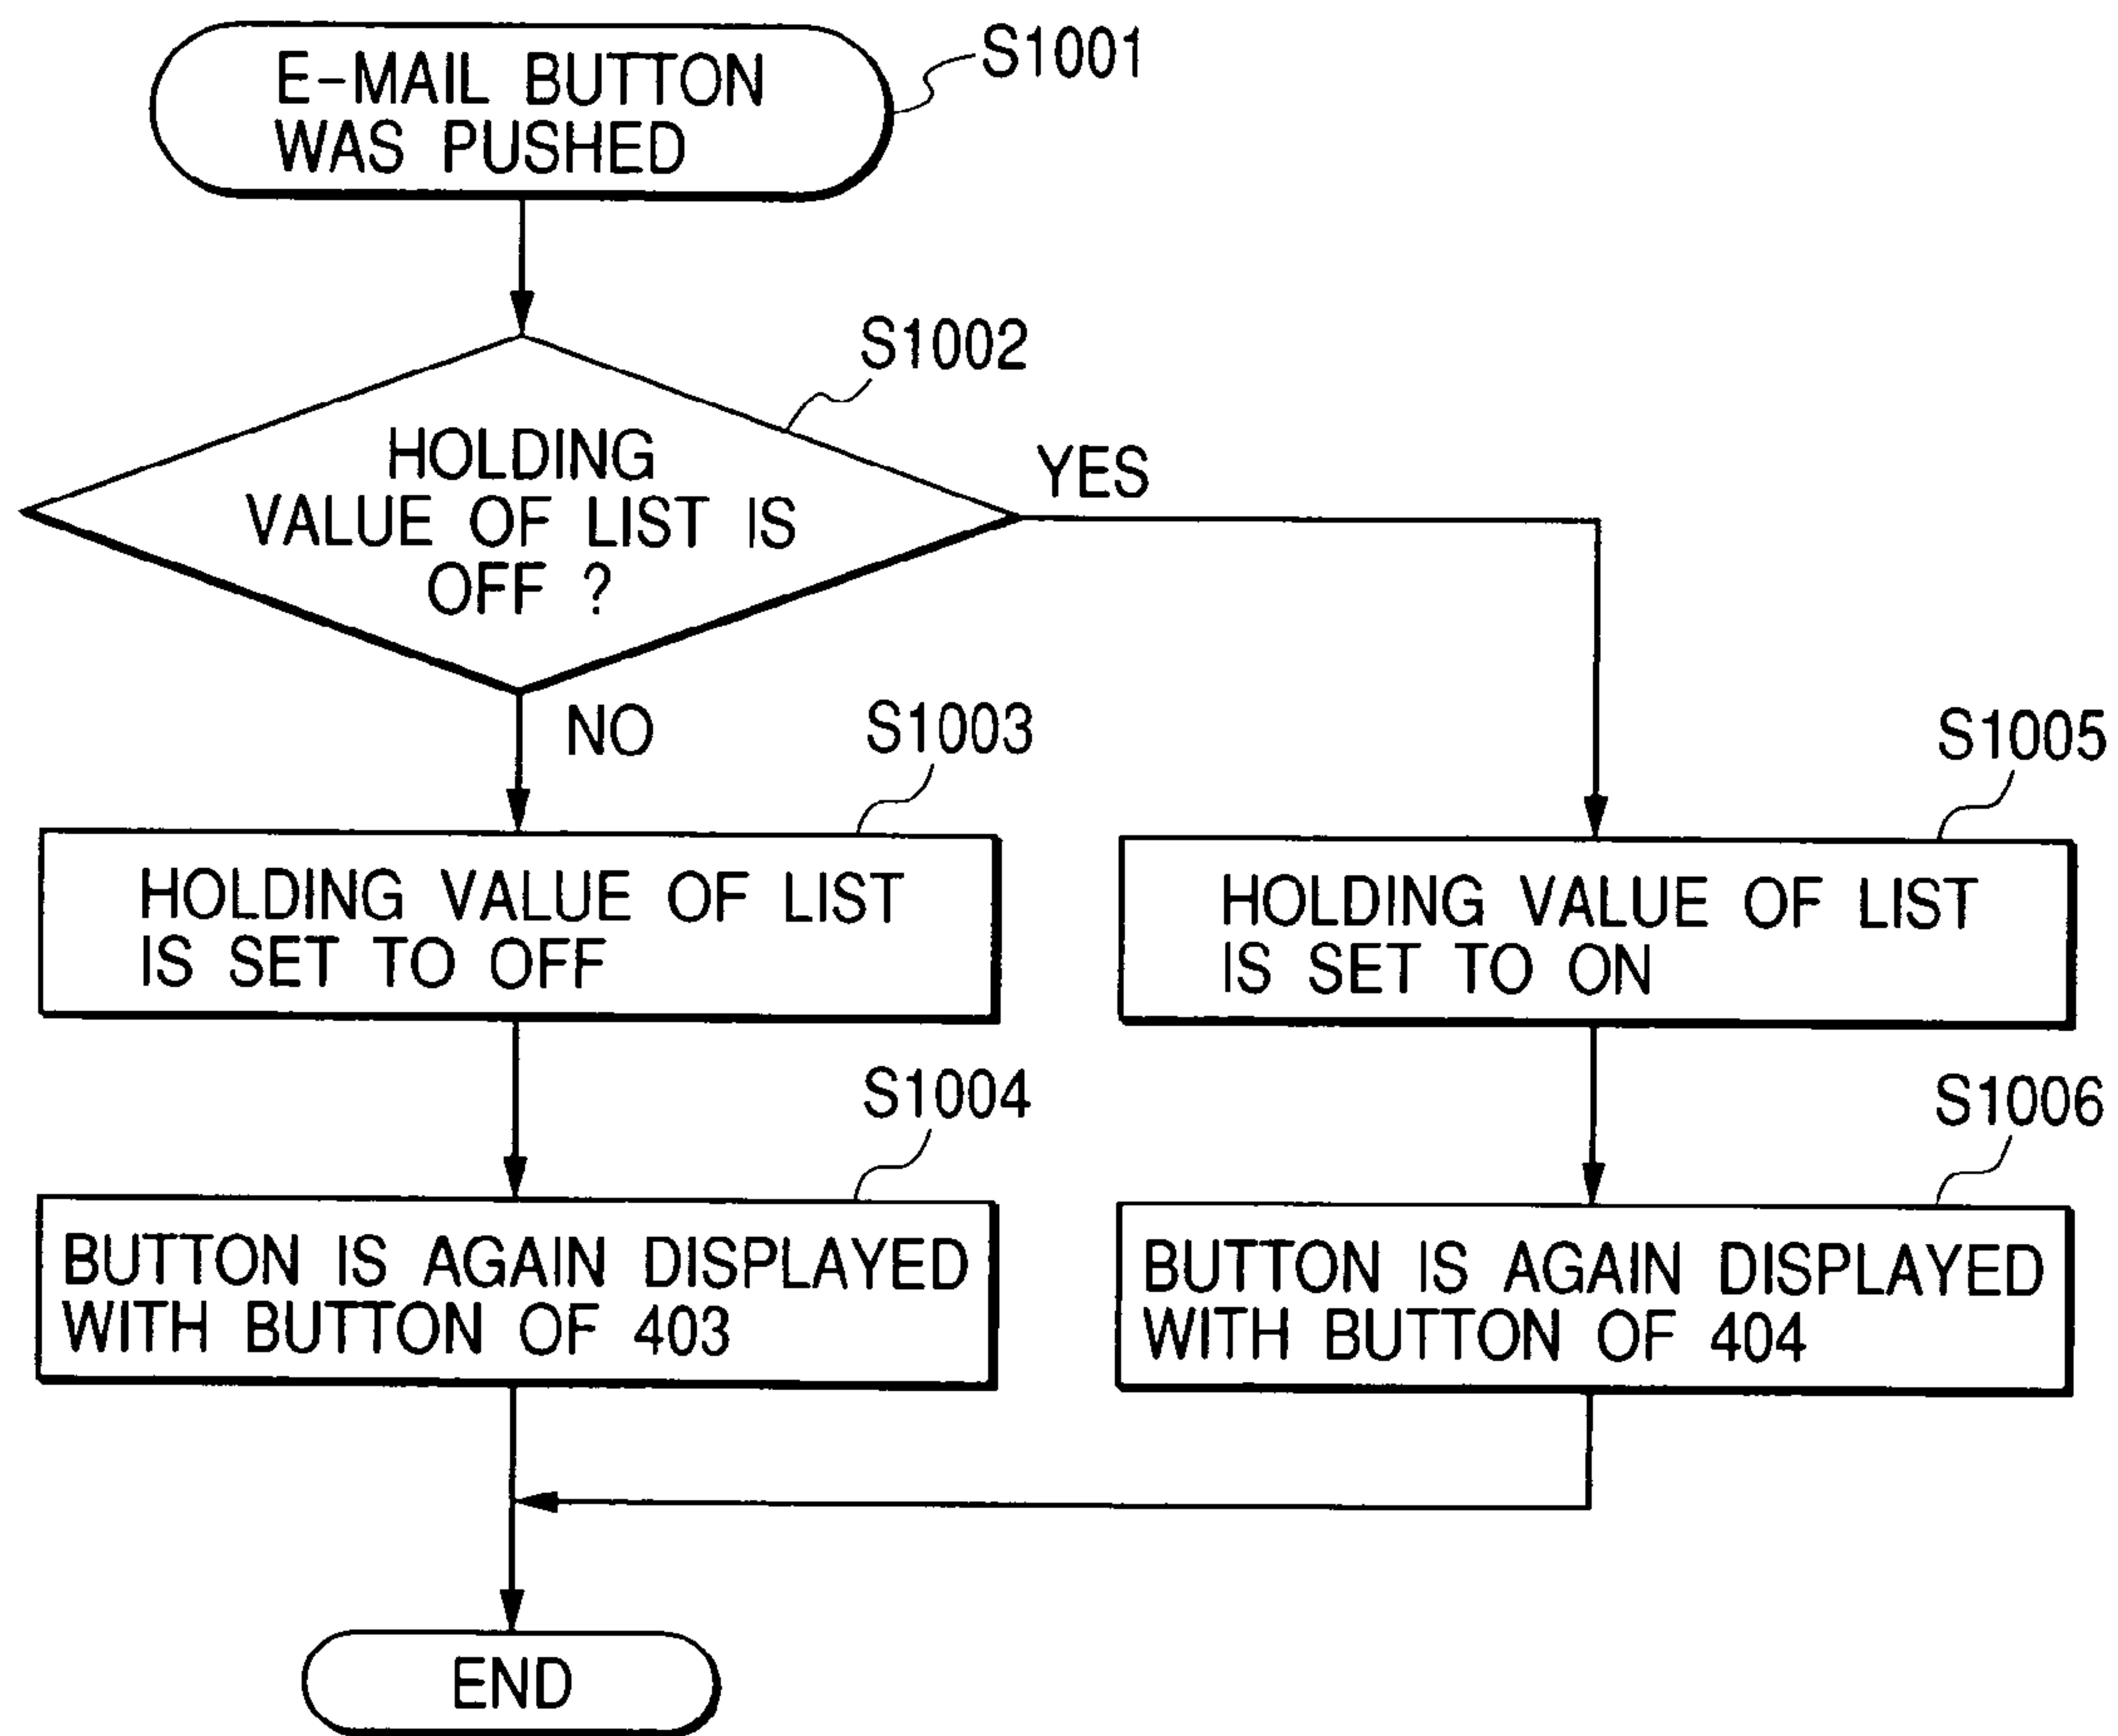 E-MAIL BUTTON
WAS PUSHED
S1001
S1002
HOLDING
VALUE OF LIST IS
OFF ?
YES
NO
S1003
HOLDING VALUE OF LIST
IS SET TO OFF
S1005
HOLDING VALUE OF LIST
IS SET TO ON
S1004
BUTTON IS AGAIN DISPLAYED
WITH BUTTON OF 403
S1006
BUTTON IS AGAIN DISPLAYED
WITH BUTTON OF 404
END